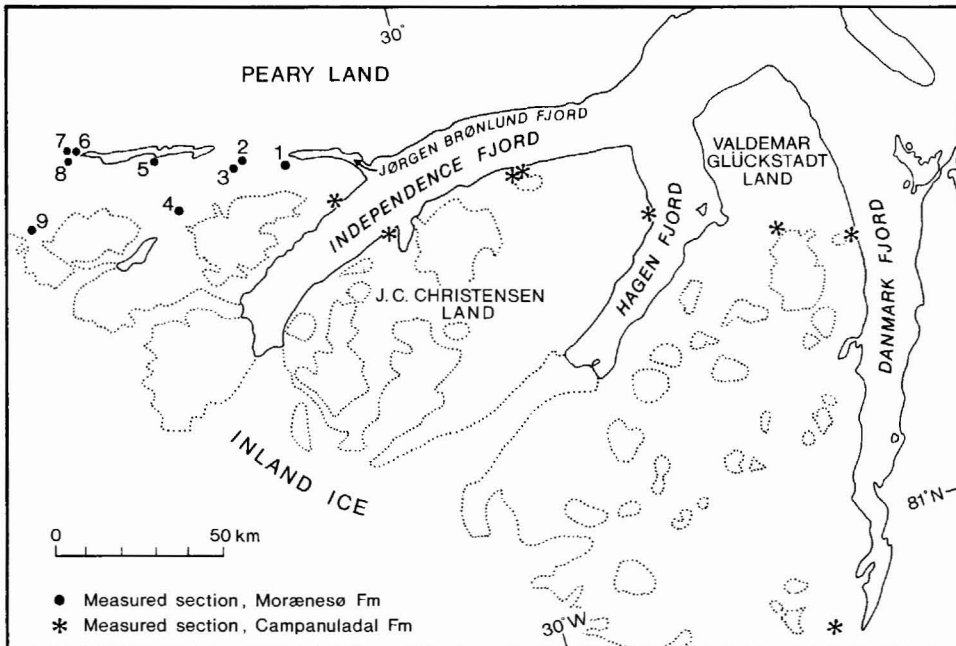 30°
PEARY LAND
JØRGEN BRØNLUND FJORD
INDEPENDENCE FJORD
VALDEMAR
GLÜCKSTADT
LAND
7
6
8
5
2
3
1
4
9
HAGEN FJORD
DANMARK FJORD
J. C. CHRISTENSEN
LAND
INLAND ICE
81°N
30°W
0 50 km
● Measured section, Morænesø Fm
* Measured section, Campanuladal Fm